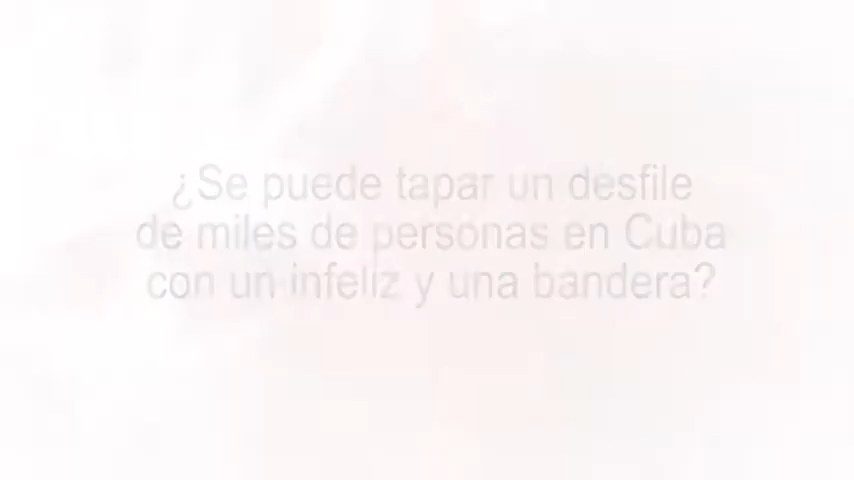 ¿Se puede tapar un desfile
de miles de personas en Cuba
con un infeliz y una bandera?